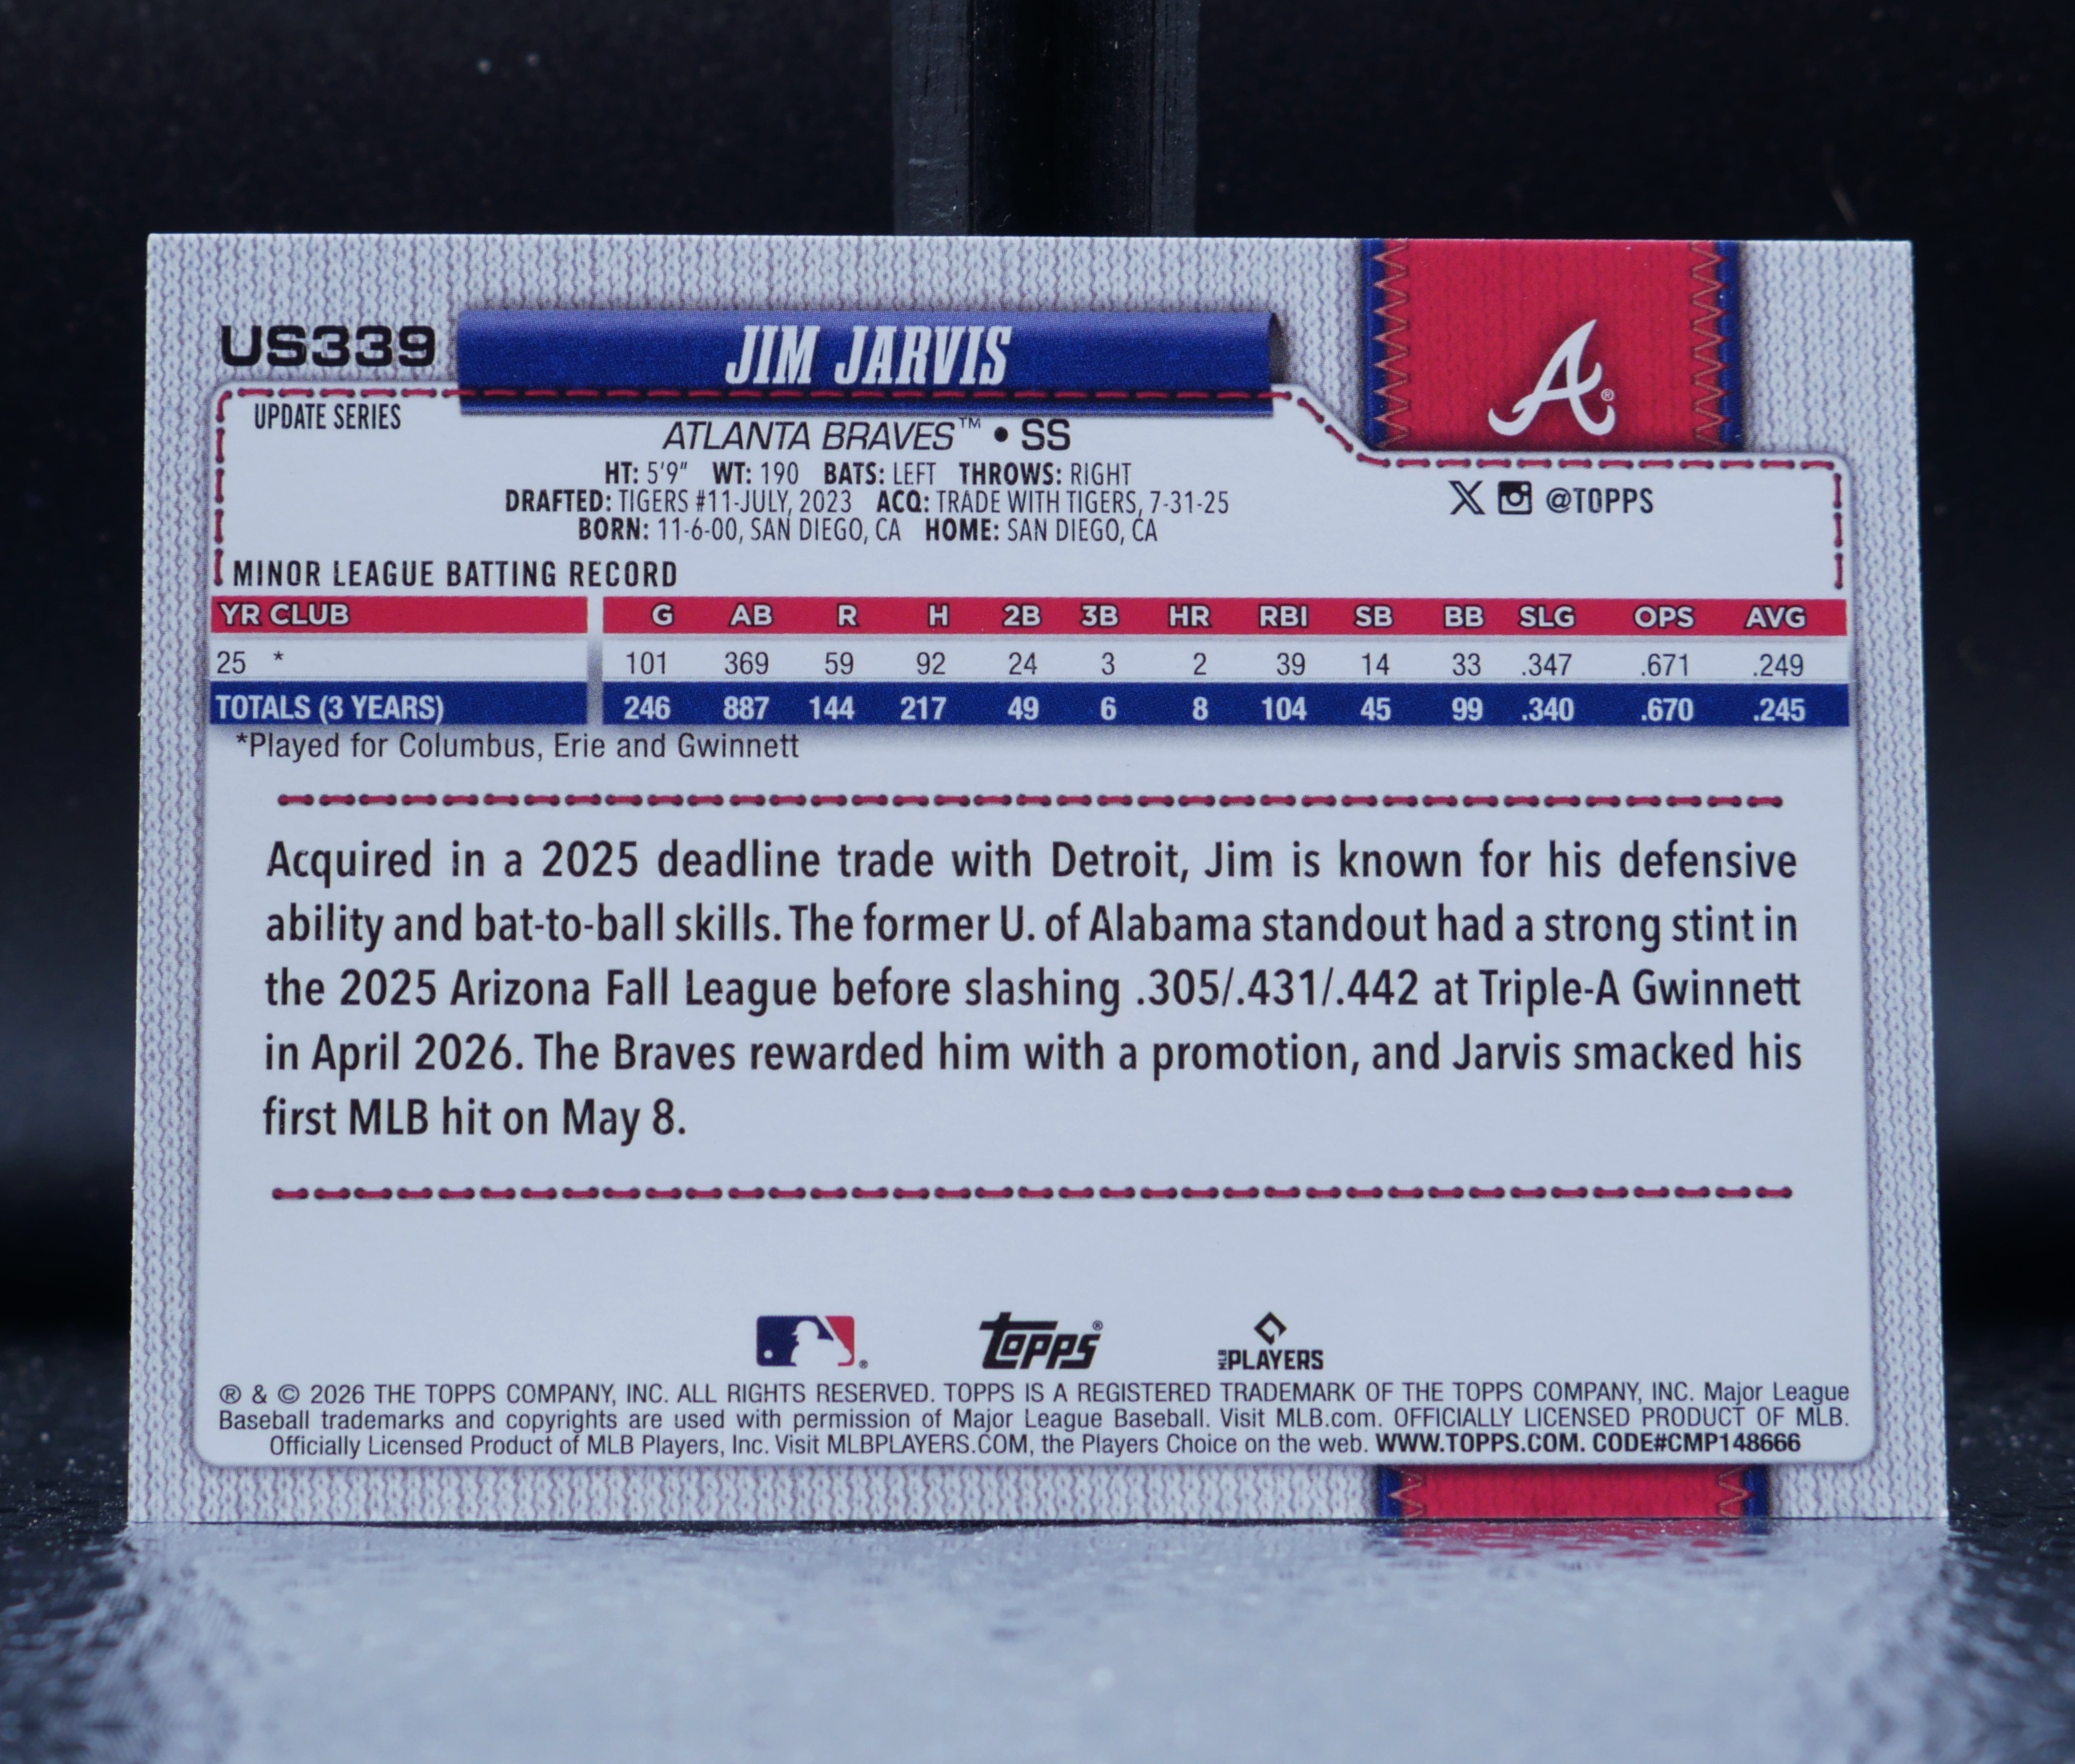 US339
JIM JARVIS
A®
UPDATE SERIES
ATLANTA BRAVES™ • SS
HT: 5'9" WT: 190 BATS: LEFT THROWS: RIGHT
DRAFTED: TIGERS #11-JULY, 2023 ACQ: TRADE WITH TIGERS, 7-31-25
BORN: 11-6-00, SAN DIEGO, CA HOME: SAN DIEGO, CA
X @TOPPS
MINOR LEAGUE BATTING RECORD
YR CLUB G AB R H 2B 3B HR RBI SB BB SLG OPS AVG
25 * 101 369 59 92 24 3 2 39 14 33 .347 .671 .249
TOTALS (3 YEARS) 246 887 144 217 49 6 8 104 45 99 .340 .670 .245
*Played for Columbus, Erie and Gwinnett
Acquired in a 2025 deadline trade with Detroit, Jim is known for his defensive
ability and bat-to-ball skills. The former U. of Alabama standout had a strong stint in
the 2025 Arizona Fall League before slashing .305/.431/.442 at Triple-A Gwinnett
in April 2026. The Braves rewarded him with a promotion, and Jarvis smacked his
first MLB hit on May 8.
® Topps® MLB PLAYERS
® & © 2026 THE TOPPS COMPANY, INC. ALL RIGHTS RESERVED. TOPPS IS A REGISTERED TRADEMARK OF THE TOPPS COMPANY, INC. Major League
Baseball trademarks and copyrights are used with permission of Major League Baseball. Visit MLB.com. OFFICIALLY LICENSED PRODUCT OF MLB.
Officially Licensed Product of MLB Players, Inc. Visit MLBPLAYERS.COM, the Players Choice on the web. WWW.TOPPS.COM. CODE#CMP148666